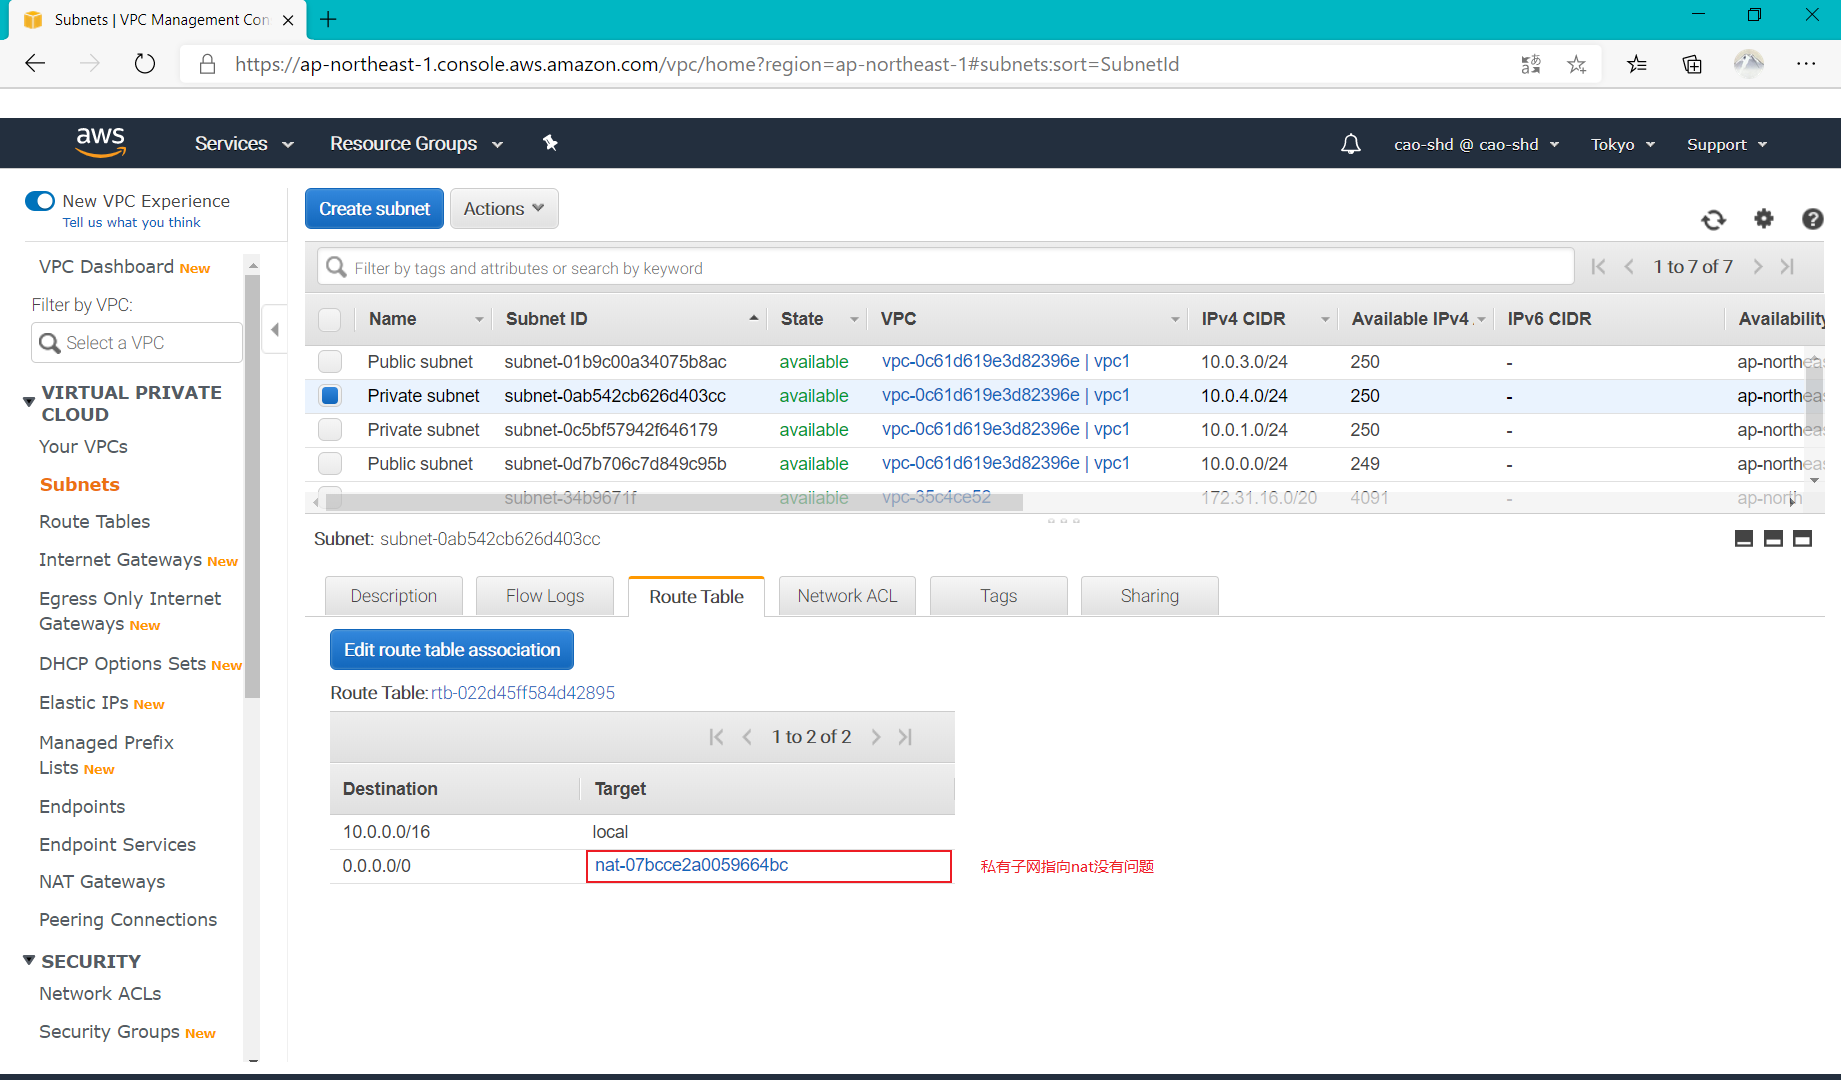 Subnets | VPC Management Con
https://ap-northeast-1.console.aws.amazon.com/vpc/home?region=ap-northeast-1#subnets:sort=SubnetId
aws Services Resource Groups cao-shd @ cao-shd Tokyo Support
New VPC Experience
Tell us what you think
VPC Dashboard New
Filter by VPC:
Select a VPC
VIRTUAL PRIVATE
CLOUD
Your VPCs
Subnets
Route Tables
Internet Gateways New
Egress Only Internet
Gateways New
DHCP Options Sets New
Elastic IPs New
Managed Prefix
Lists New
Endpoints
Endpoint Services
NAT Gateways
Peering Connections
SECURITY
Network ACLs
Security Groups New
Create subnet Actions
Filter by tags and attributes or search by keyword 1 to 7 of 7
Name Subnet ID State VPC IPv4 CIDR Available IPv4 IPv6 CIDR Availability
Public subnet subnet-01b9c00a34075b8ac available vpc-0c61d619e3d82396e | vpc1 10.0.3.0/24 250 - ap-northeas
Private subnet subnet-0ab542cb626d403cc available vpc-0c61d619e3d82396e | vpc1 10.0.4.0/24 250 - ap-northeas
Private subnet subnet-0c5bf57942f646179 available vpc-0c61d619e3d82396e | vpc1 10.0.1.0/24 250 - ap-northeas
Public subnet subnet-0d7b706c7d849c95b available vpc-0c61d619e3d82396e | vpc1 10.0.0.0/24 249 - ap-northeas
subnet-34b9671f available vpc-35c4ce52 172.31.16.0/20 4091 - ap-north
Subnet: subnet-0ab542cb626d403cc
Description Flow Logs Route Table Network ACL Tags Sharing
Edit route table association
Route Table: rtb-022d45ff584d42895
1 to 2 of 2
Destination Target
10.0.0.0/16 local
0.0.0.0/0 nat-07bcce2a0059664bc 私有子网指向nat没有问题